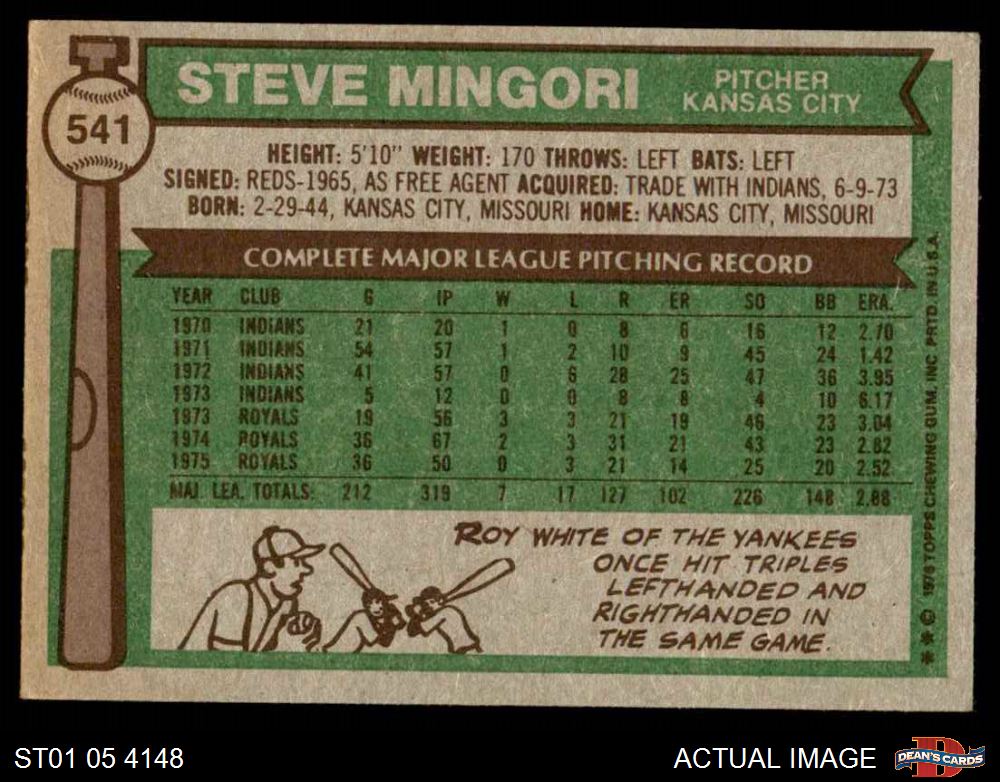 541
STEVE MINGORI
PITCHER
KANSAS CITY
HEIGHT: 5'10" WEIGHT: 170 THROWS: LEFT BATS: LEFT
SIGNED: REDS-1965, AS FREE AGENT ACQUIRED: TRADE WITH INDIANS, 6-9-73
BORN: 2-29-44, KANSAS CITY, MISSOURI HOME: KANSAS CITY, MISSOURI
COMPLETE MAJOR LEAGUE PITCHING RECORD
YEAR CLUB G IP W L R ER SO BB ERA.
1970 INDIANS 21 20 1 0 8 6 16 12 2.70
1971 INDIANS 54 57 1 2 10 9 45 24 1.42
1972 INDIANS 41 57 0 6 28 25 47 36 3.95
1973 INDIANS 5 12 0 0 8 8 4 10 6.17
1973 ROYALS 19 56 3 3 21 19 46 23 3.04
1974 ROYALS 36 67 2 3 31 21 43 23 2.82
1975 ROYALS 36 50 0 3 21 14 25 20 2.52
MAJ. LEA. TOTALS: 212 319 7 17 127 102 226 148 2.88
ROY WHITE OF THE YANKEES
ONCE HIT TRIPLES
LEFTHANDED AND
RIGHTHANDED IN
THE SAME GAME.
** © 1976 TOPPS CHEWING GUM, INC. PRTD. IN U.S.A.
ST01 05 4148
ACTUAL IMAGE
D
DEAN'S CARDS